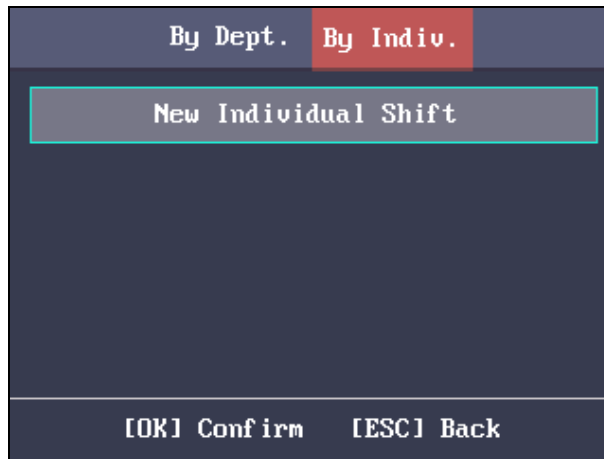 By Dept. By Indiv.
New Individual Shift
[OK] Confirm [ESC] Back